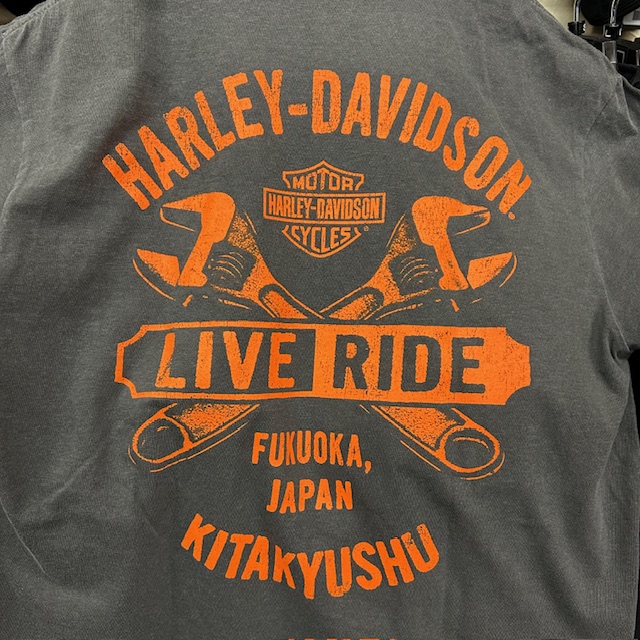 HARLEY-DAVIDSON
MOTOR
HARLEY-DAVIDSON
CYCLES
LIVE RIDE
FUKUOKA,
JAPAN
KITAKYUSHU